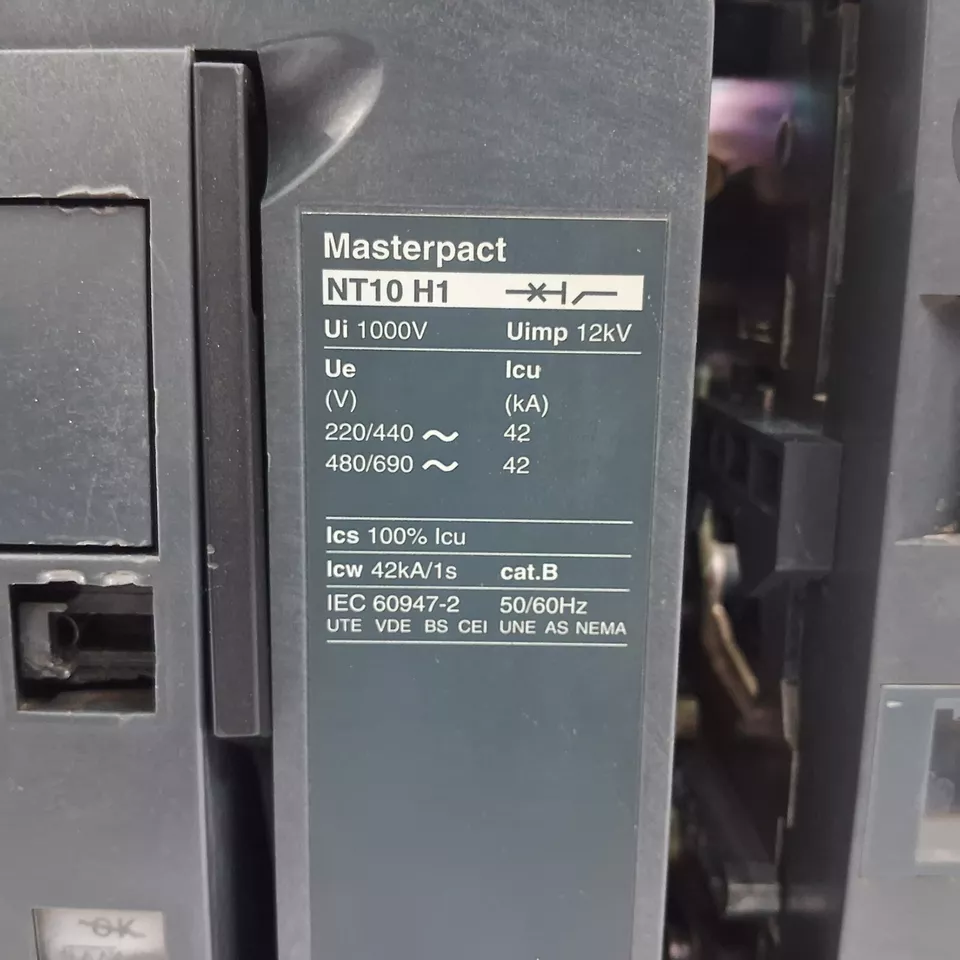 Masterpact
NT10 H1
Ui 1000V Uimp 12kV
Ue Icu
(V) (kA)
220/440 ~ 42
480/690 ~ 42
Ics 100% Icu
Icw 42kA/1s cat.B
IEC 60947-2 50/60Hz
UTE VDE BS CEI UNE AS NEMA
OK